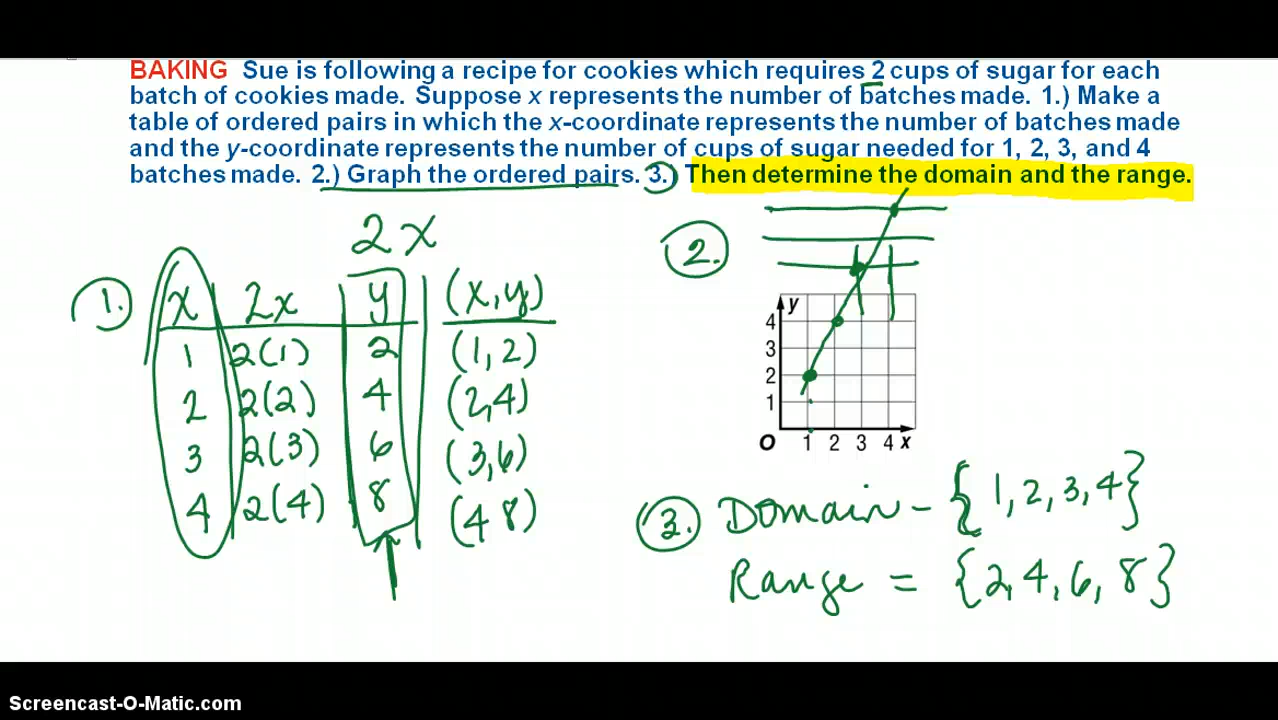 BAKING Sue is following a recipe for cookies which requires 2 cups of sugar for each
batch of cookies made. Suppose x represents the number of batches made. 1.) Make a
table of ordered pairs in which the x-coordinate represents the number of batches made
and the y-coordinate represents the number of cups of sugar needed for 1, 2, 3, and 4
batches made. 2.) Graph the ordered pairs. 3.) Then determine the domain and the range.
2x
1.
x 2x y (x,y)
1 2(1) 2 (1, 2)
2 2(2) 4 (2,4)
3 2(3) 6 (3,6)
4 2(4) 8 (4 8)
2.
y
4
3
2
1
O 1 2 3 4 x
3. Domain - {1, 2, 3, 4}
Range = {2, 4, 6, 8}
Screencast-O-Matic.com